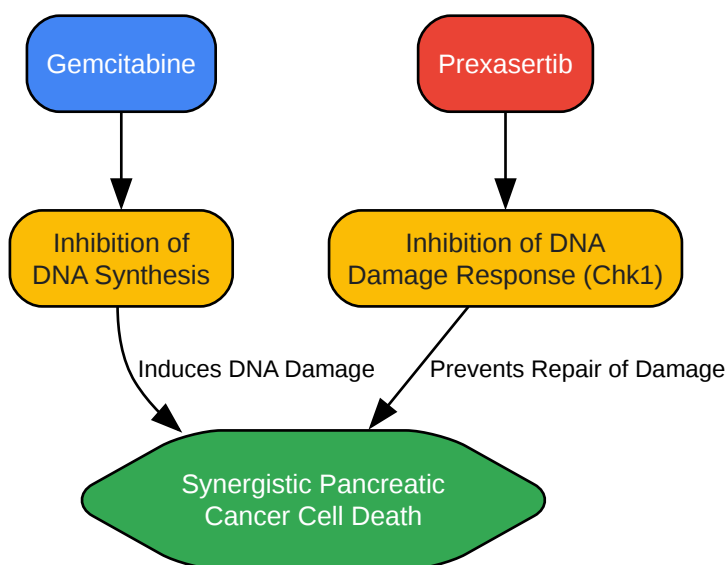 Gemcitabine
Prexasertib
Inhibition of
DNA Synthesis
Inhibition of DNA
Damage Response (Chk1)
Induces DNA Damage
Prevents Repair of Damage
Synergistic Pancreatic
Cancer Cell Death